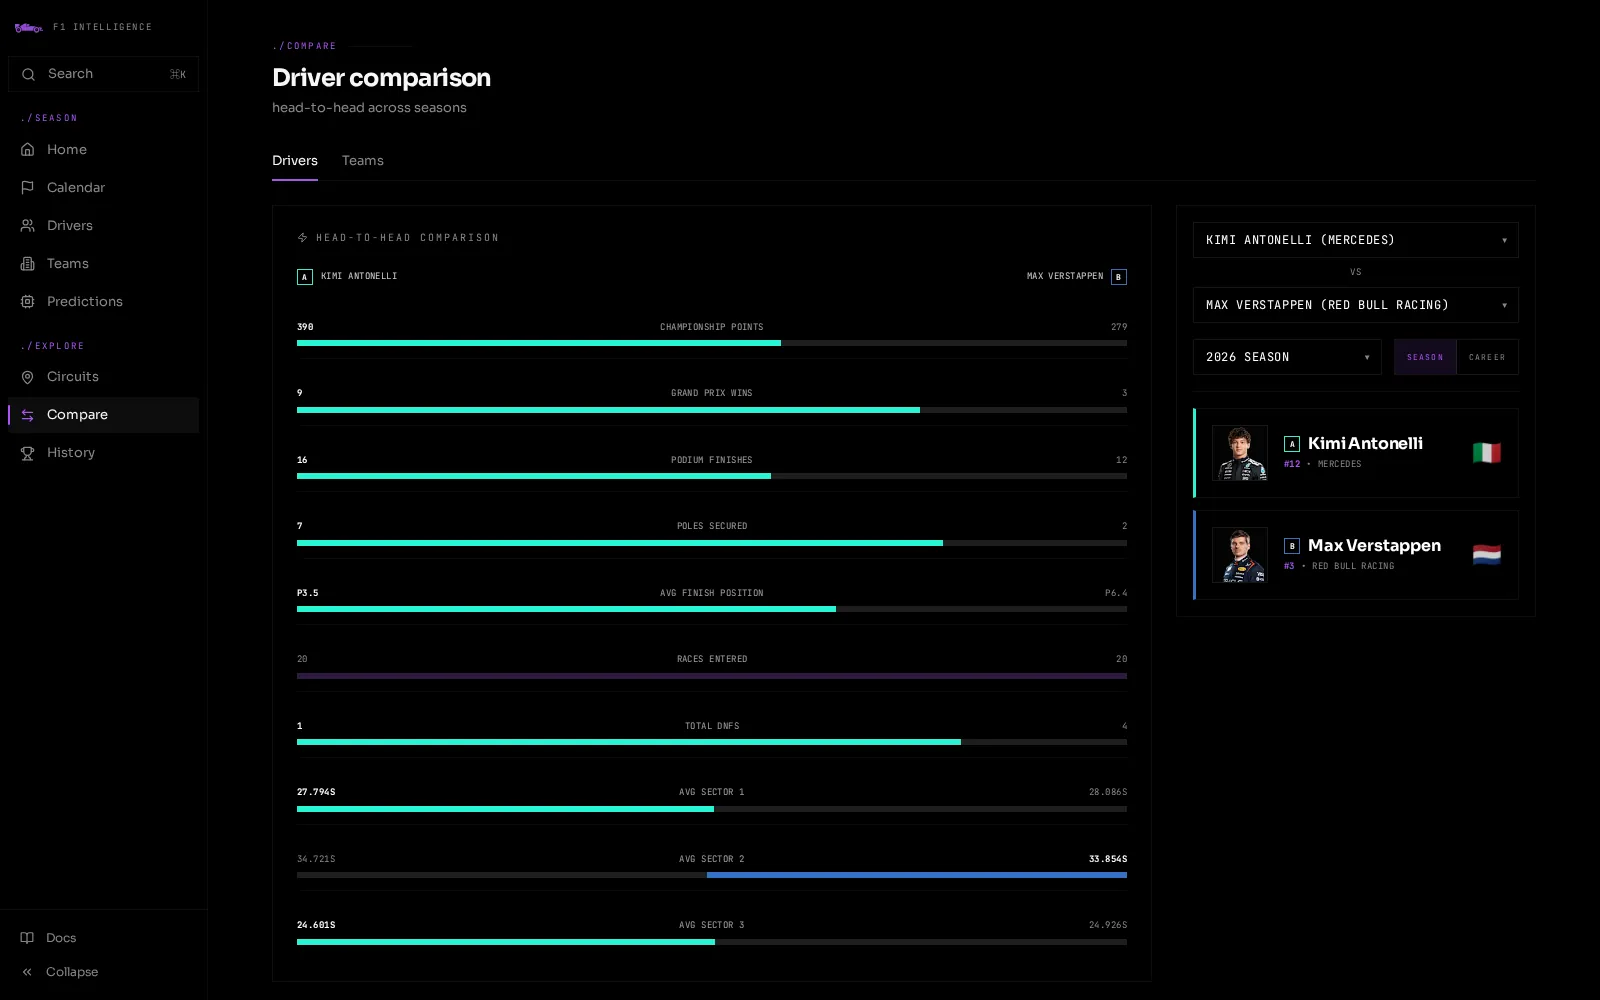 F1 INTELLIGENCE
Search ⌘K
./SEASON
Home
Calendar
Drivers
Teams
Predictions
./EXPLORE
Circuits
Compare
History
Docs
Collapse
./COMPARE
Driver comparison
head-to-head across seasons
Drivers Teams
HEAD-TO-HEAD COMPARISON
A KIMI ANTONELLI MAX VERSTAPPEN B
390 CHAMPIONSHIP POINTS 279
9 GRAND PRIX WINS 3
16 PODIUM FINISHES 12
7 POLES SECURED 2
P3.5 AVG FINISH POSITION P6.4
20 RACES ENTERED 20
1 TOTAL DNFS 4
27.794S AVG SECTOR 1 28.086S
34.721S AVG SECTOR 2 33.854S
24.601S AVG SECTOR 3 24.926S
KIMI ANTONELLI (MERCEDES)
VS
MAX VERSTAPPEN (RED BULL RACING)
2026 SEASON SEASON CAREER
A Kimi Antonelli
#12 • MERCEDES
B Max Verstappen
#3 • RED BULL RACING